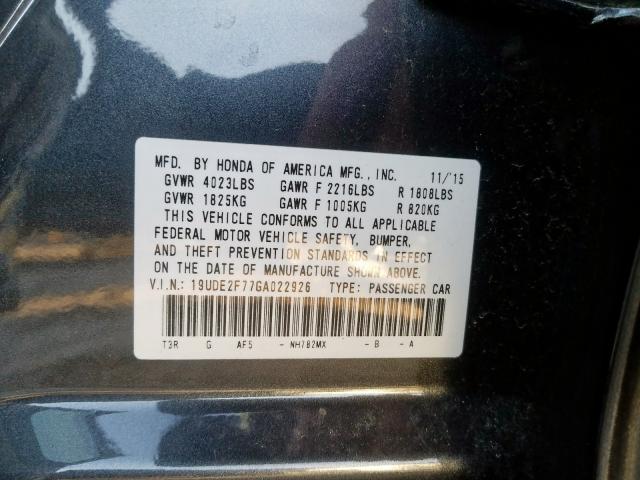 MFD. BY HONDA OF AMERICA MFG., INC. 11/'15
GVWR 4023LBS GAWR F 2216LBS R 1808LBS
GVWR 1825KG GAWR F 1005KG R 820KG
THIS VEHICLE CONFORMS TO ALL APPLICABLE
FEDERAL MOTOR VEHICLE SAFETY, BUMPER,
AND THEFT PREVENTION STANDARDS IN EFFECT
ON THE DATE OF MANUFACTURE SHOWN ABOVE.
V.I.N.: 19UDE2F77GA022926 TYPE: PASSENGER CAR
T3R G AF5 - NH782MX - B - A